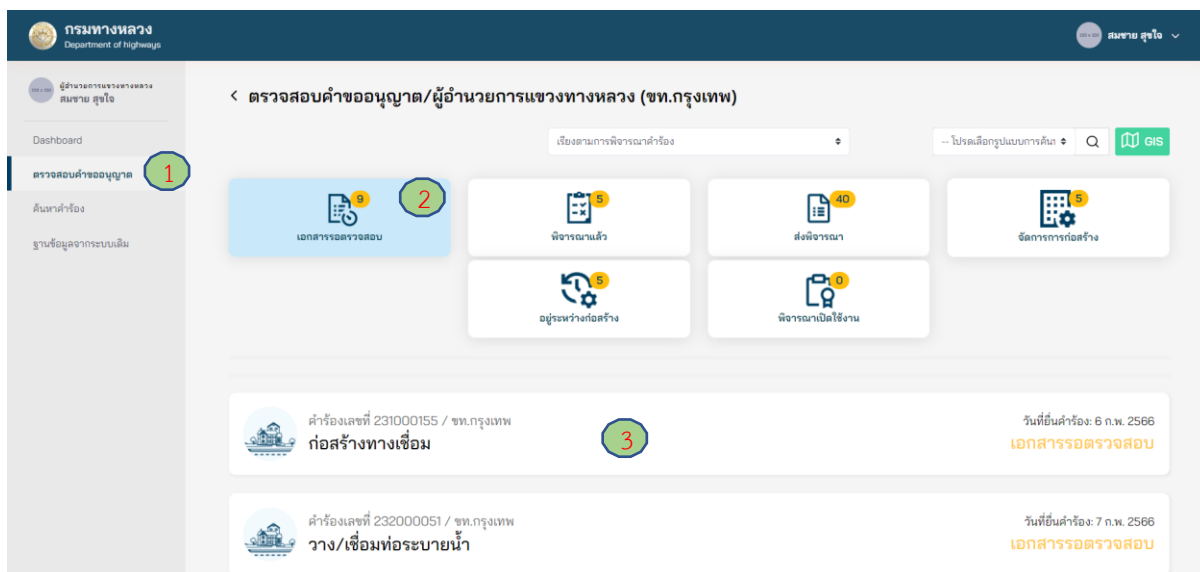 กรมทางหลวง
Department of highways
สมชาย สุขใจ
ผู้อำนวยการแขวงทางหลวง
สมชาย สุขใจ
Dashboard
ตรวจสอบคำขออนุญาต
1
ค้นหาคำร้อง
ฐานข้อมูลจากระบบเดิม
< ตรวจสอบคำขออนุญาต/ผู้อำนวยการแขวงทางหลวง (ขท.กรุงเทพ)
เรียงตามการพิจารณาคำร้อง
-- โปรดเลือกรูปแบบการค้นห
GIS
9
2
เอกสารรอตรวจสอบ
5
พิจารณาแล้ว
40
ส่งพิจารณา
5
จัดการการก่อสร้าง
5
อยู่ระหว่างก่อสร้าง
0
พิจารณาเปิดใช้งาน
คำร้องเลขที่ 231000155 / ขท.กรุงเทพ
ก่อสร้างทางเชื่อม
3
วันที่ยื่นคำร้อง: 6 ก.พ. 2566
เอกสารรอตรวจสอบ
คำร้องเลขที่ 232000051 / ขท.กรุงเทพ
วาง/เชื่อมท่อระบายน้ำ
วันที่ยื่นคำร้อง: 7 ก.พ. 2566
เอกสารรอตรวจสอบ